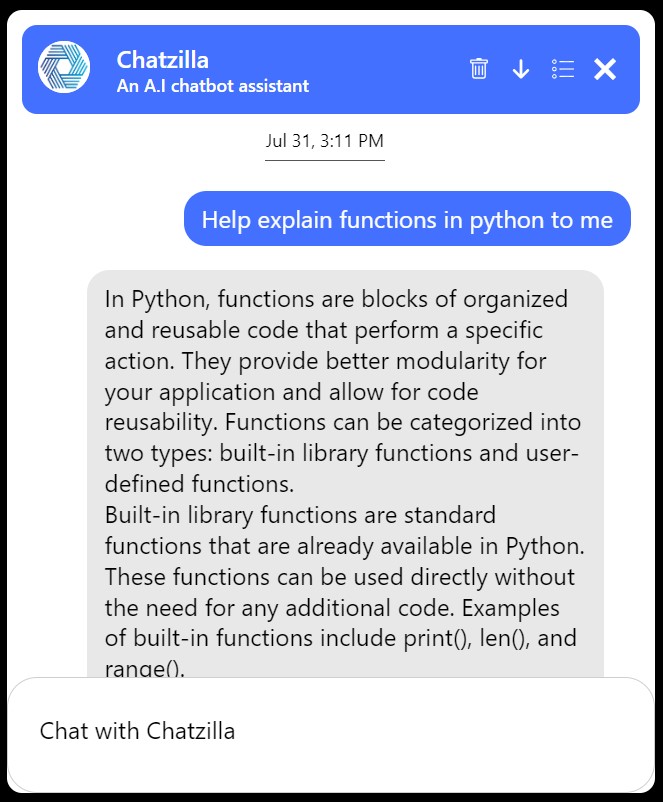 Chatzilla
An A.I chatbot assistant
Jul 31, 3:11 PM
Help explain functions in python to me
In Python, functions are blocks of organized
and reusable code that perform a specific
action. They provide better modularity for
your application and allow for code
reusability. Functions can be categorized into
two types: built-in library functions and user-
defined functions.
Built-in library functions are standard
functions that are already available in Python.
These functions can be used directly without
the need for any additional code. Examples
of built-in functions include print(), len(), and
range().
Chat with Chatzilla